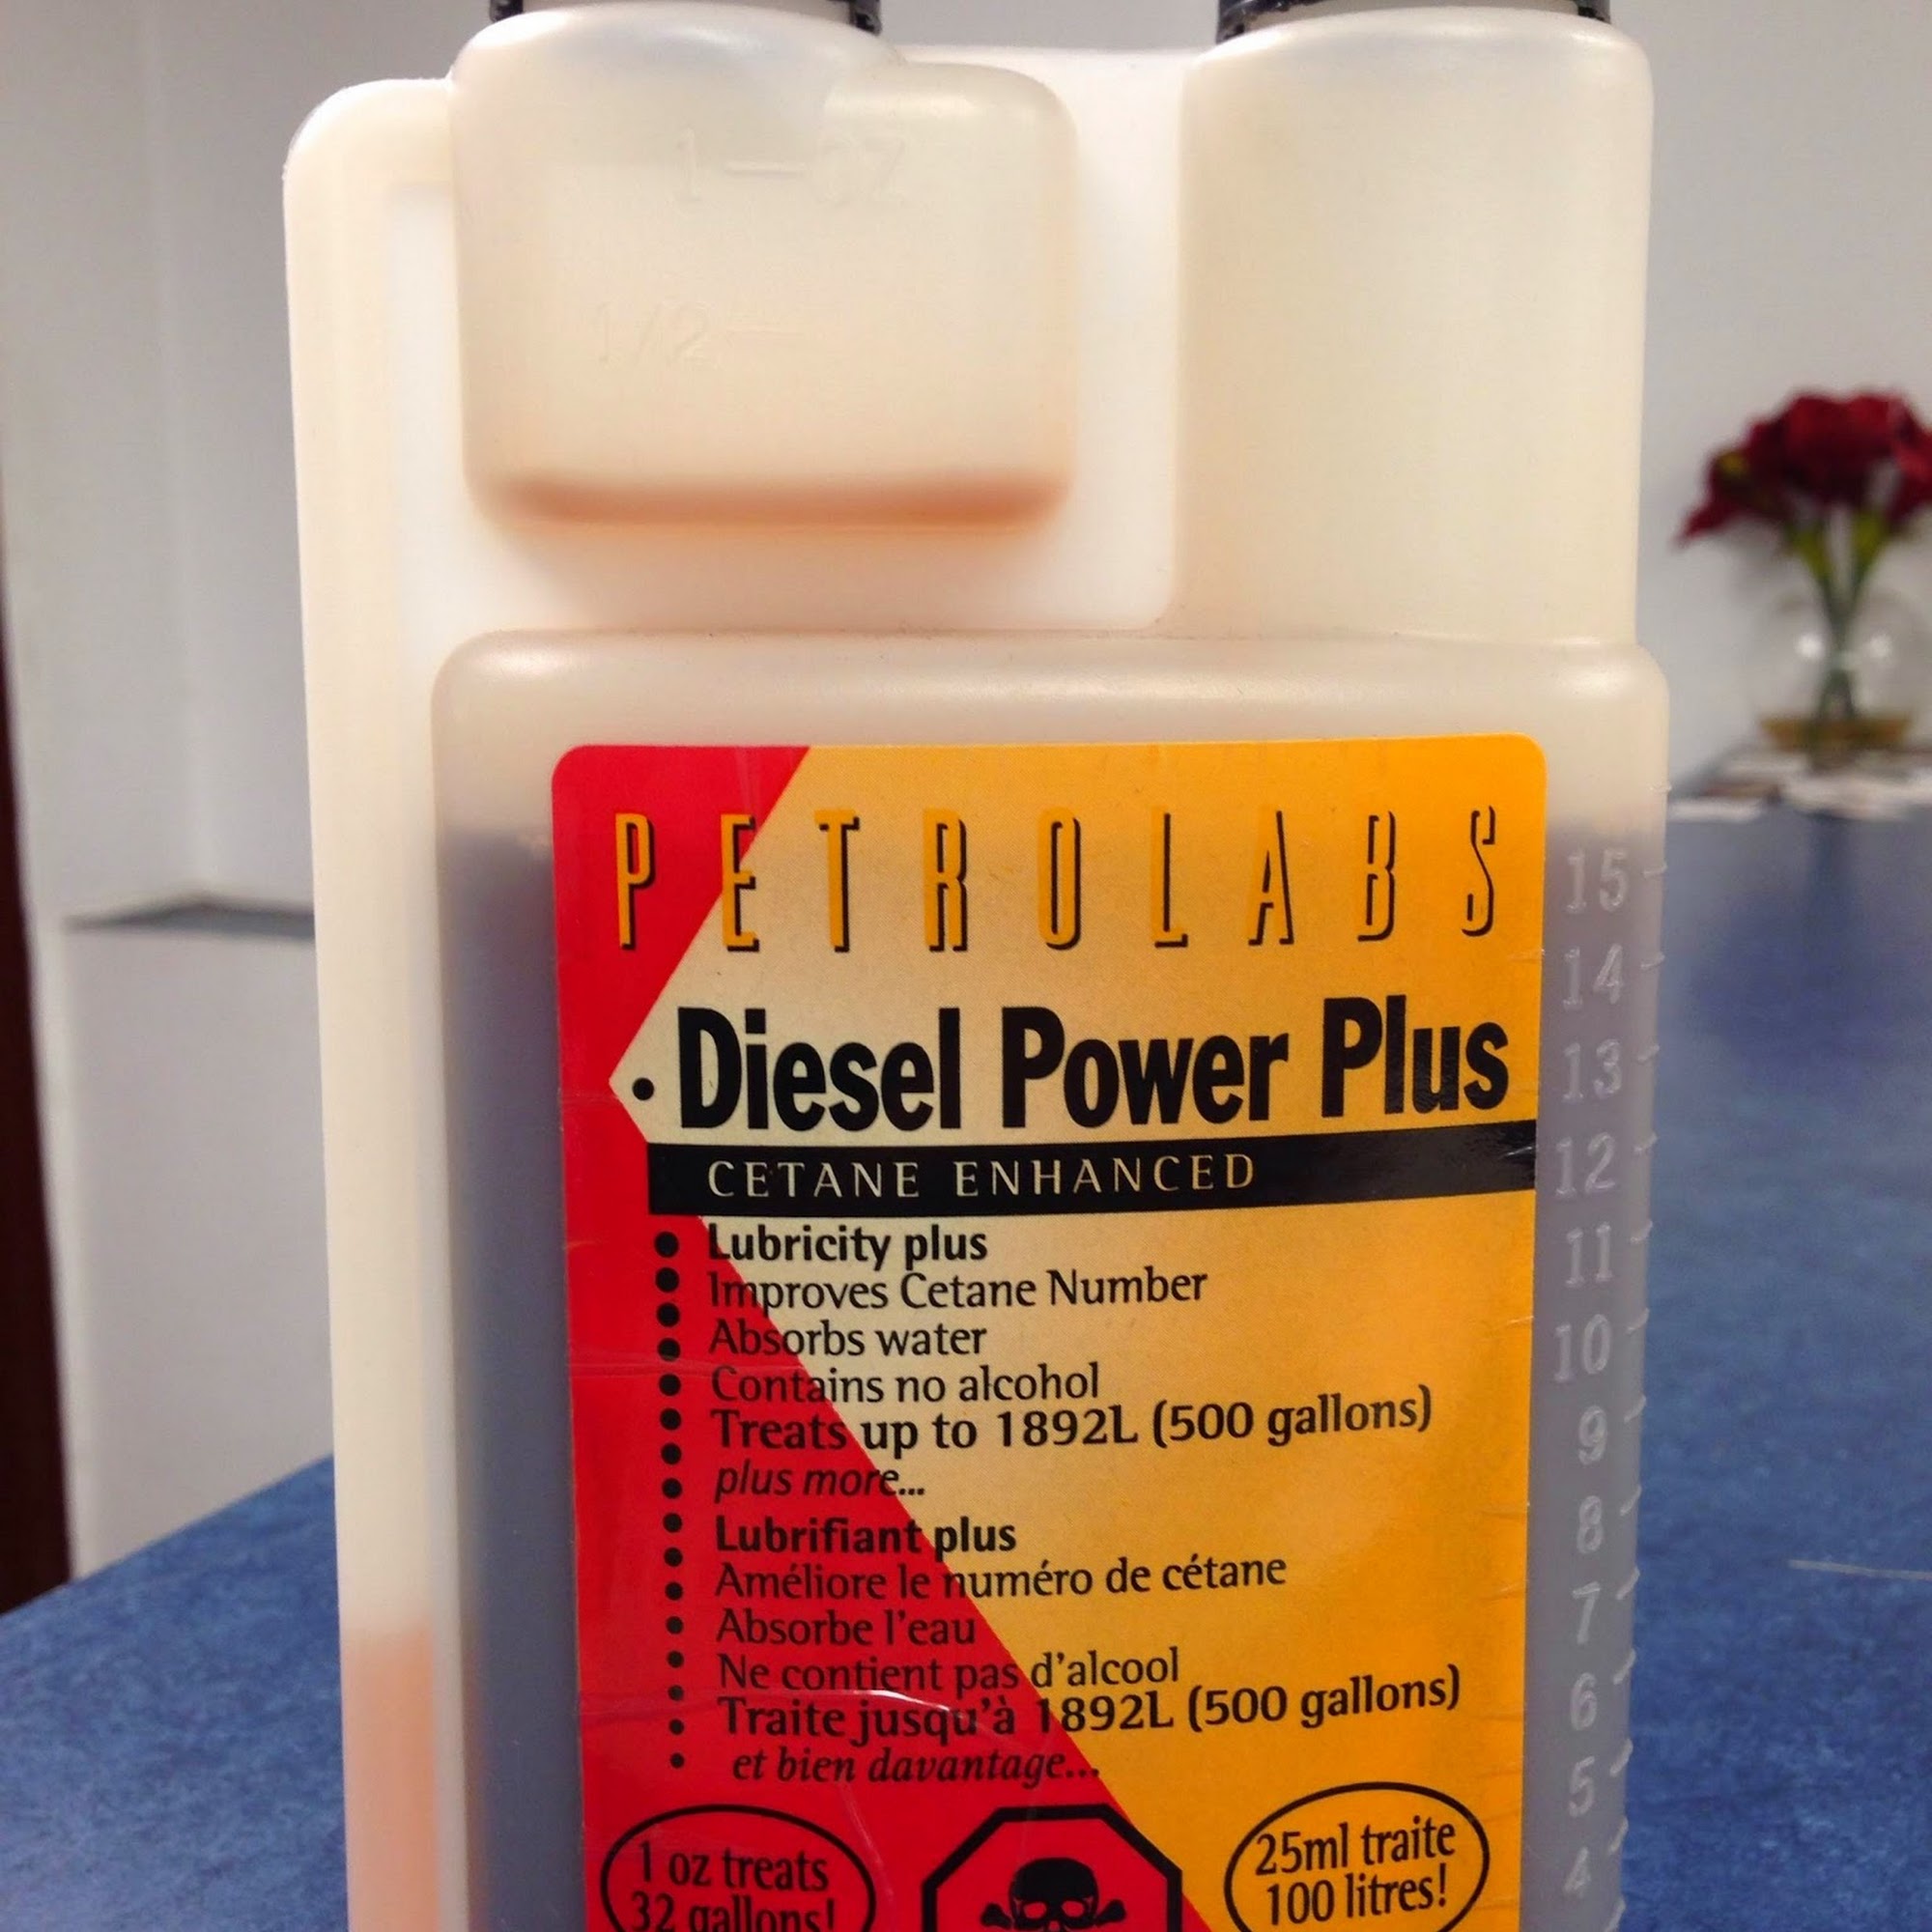 1 OZ
1/2
PETROLABS
Diesel Power Plus
CETANE ENHANCED
Lubricity plus
Improves Cetane Number
Absorbs water
Contains no alcohol
Treats up to 1892L (500 gallons)
plus more...
Lubrifiant plus
Améliore le numéro de cétane
Absorbe l'eau
Ne contient pas d'alcool
Traite jusqu'à 1892L (500 gallons)
et bien davantage...
1 oz treats
32 gallons!
25ml traite
100 litres!
15
14
13
12
11
10
9
8
7
6
5
4